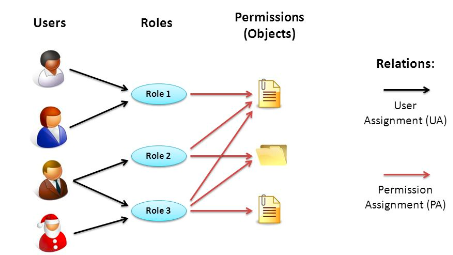 Users
Roles
Permissions
(Objects)
Role 1
Role 2
Role 3
Relations:
User
Assignment (UA)
Permission
Assignment (PA)